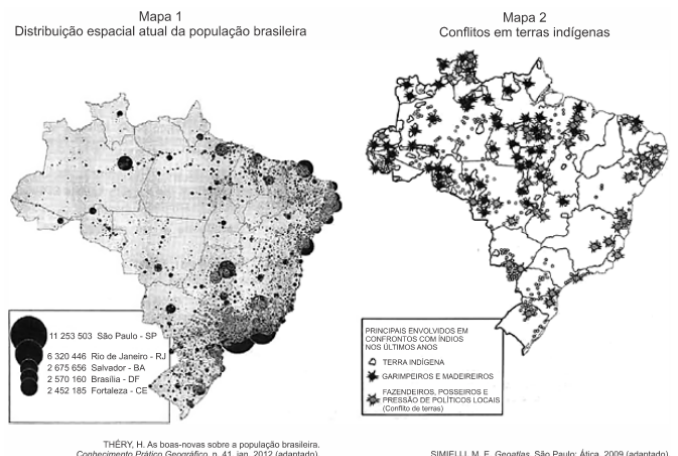 Mapa 1
Distribuição espacial atual da população brasileira
11 253 503 São Paulo - SP
6 320 446 Rio de Janeiro - RJ
2 675 656 Salvador - BA
2 570 160 Brasília - DF
2 452 185 Fortaleza - CE
THÉRY, H. As boas-novas sobre a população brasileira.
Conhecimento Prático Geográfico, n. 41, jan. 2012 (adaptado).
Mapa 2
Conflitos em terras indígenas
PRINCIPAIS ENVOLVIDOS EM
CONFRONTOS COM ÍNDIOS
NOS ÚLTIMOS ANOS
TERRA INDÍGENA
GARIMPEIROS E MADEIREIROS
FAZENDEIROS, POSSEIROS E
PRESSÃO DE POLÍTICOS LOCAIS
(Conflito de terras)
SIMIELLI, M. E. Geoatlas. São Paulo: Ática, 2009 (adaptado).